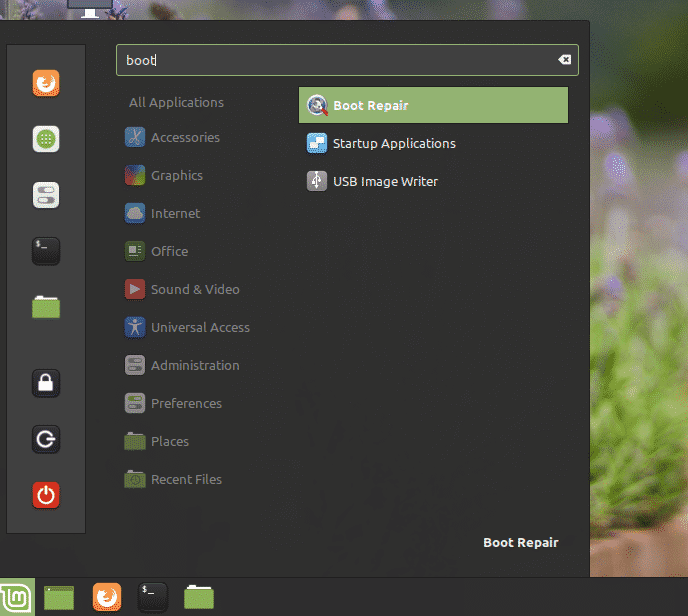 boot
All Applications
Accessories
Graphics
Internet
Office
Sound & Video
Universal Access
Administration
Preferences
Places
Recent Files
Boot Repair
Startup Applications
USB Image Writer
Boot Repair